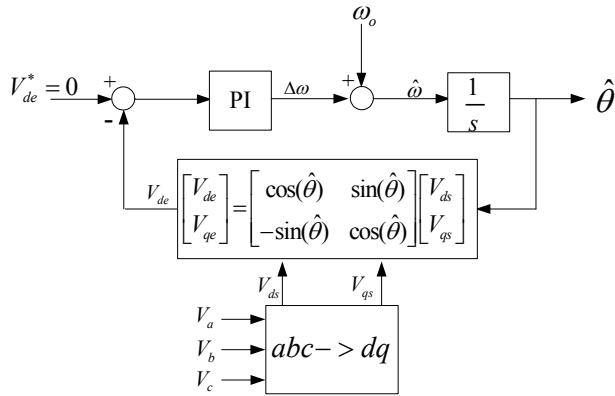 ω_o
V*_de = 0
+
-
PI
Δω
+
ω̂
1/s
θ̂
V_de
[V_de V_qe] = [cos(θ̂) sin(θ̂) -sin(θ̂) cos(θ̂)] [V_ds V_qs]
V_ds
V_qs
V_a
V_b
V_c
abc->dq